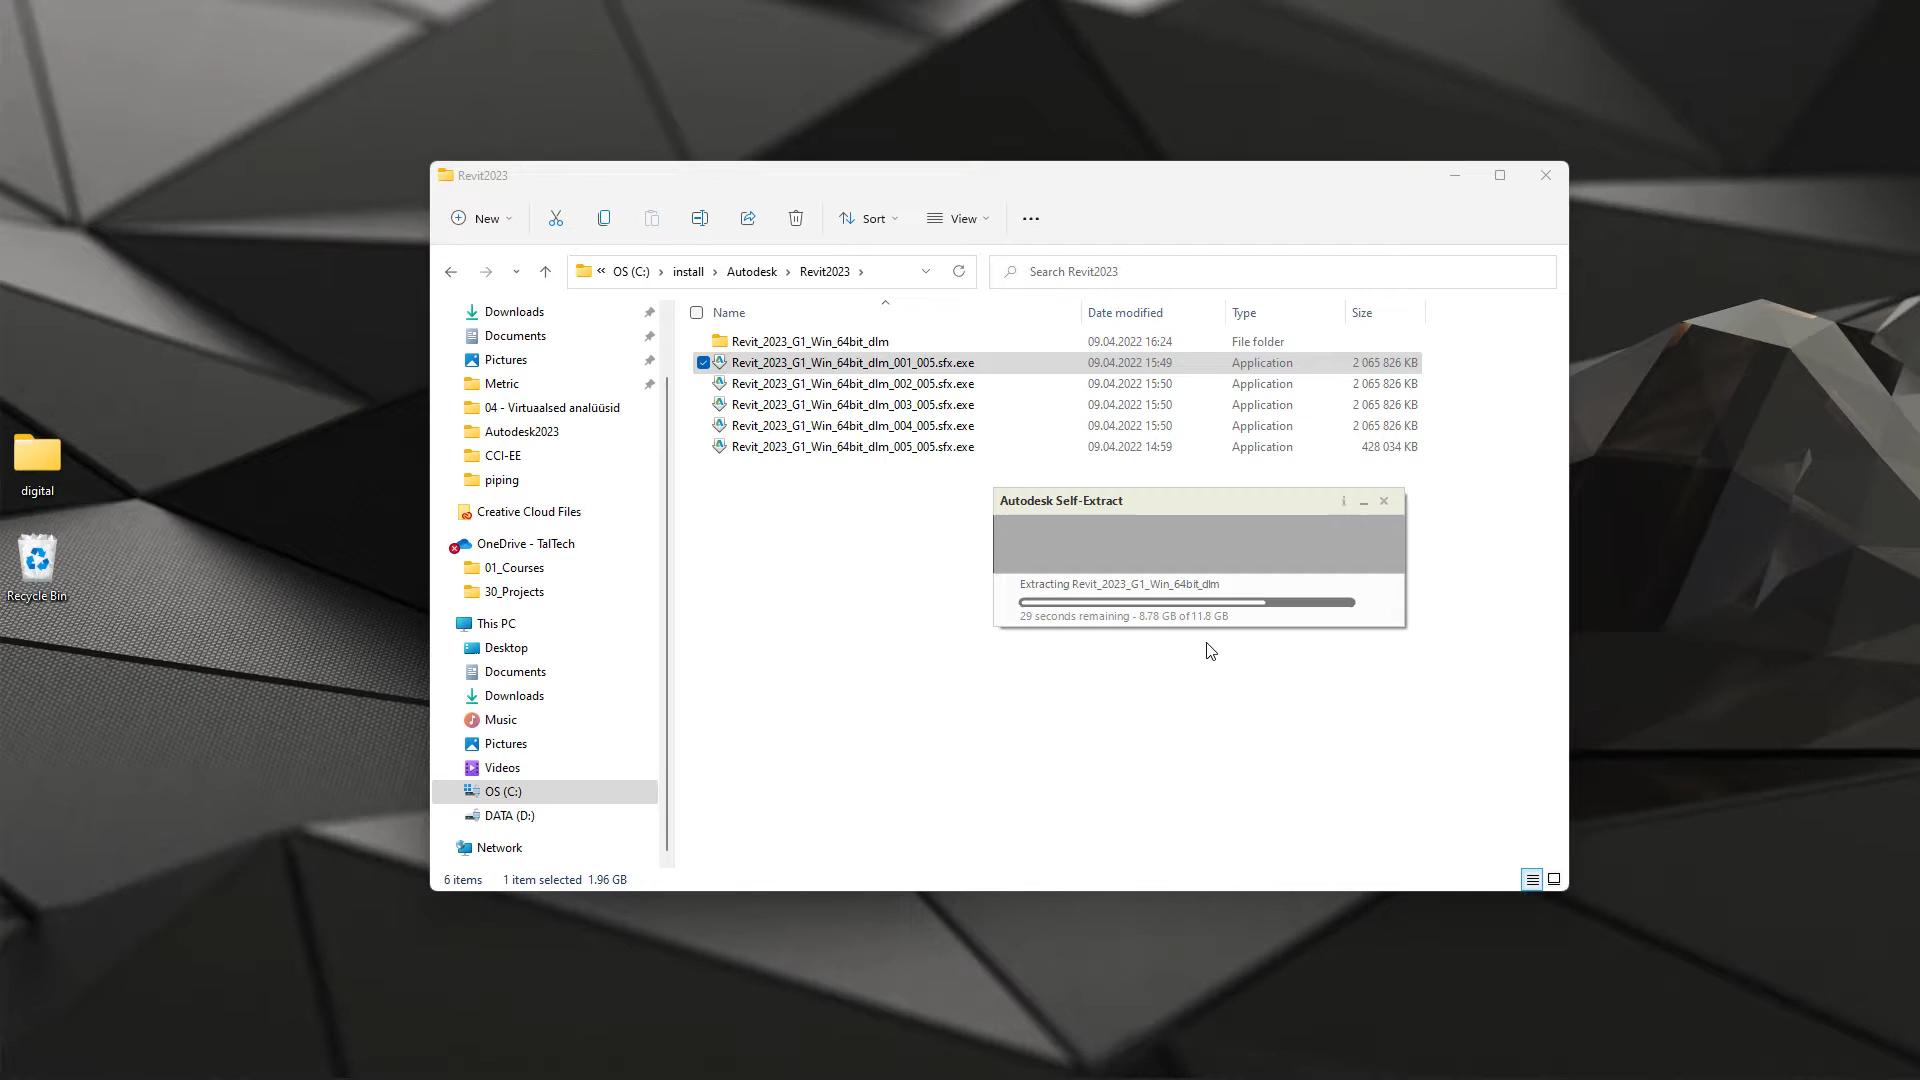 Revit2023
New
Sort
View
« OS (C:) › install › Autodesk › Revit2023 ›
Search Revit2023
Name Date modified Type Size
Revit_2023_G1_Win_64bit_dlm 09.04.2022 16:24 File folder
Revit_2023_G1_Win_64bit_dlm_001_005.sfx.exe 09.04.2022 15:49 Application 2 065 826 KB
Revit_2023_G1_Win_64bit_dlm_002_005.sfx.exe 09.04.2022 15:50 Application 2 065 826 KB
Revit_2023_G1_Win_64bit_dlm_003_005.sfx.exe 09.04.2022 15:50 Application 2 065 826 KB
Revit_2023_G1_Win_64bit_dlm_004_005.sfx.exe 09.04.2022 15:50 Application 2 065 826 KB
Revit_2023_G1_Win_64bit_dlm_005_005.sfx.exe 09.04.2022 14:59 Application 428 034 KB
Downloads
Documents
Pictures
Metric
04 - Virtuaalsed analüüsid
Autodesk2023
CCI-EE
piping
Creative Cloud Files
OneDrive - TalTech
01_Courses
30_Projects
This PC
Desktop
Documents
Downloads
Music
Pictures
Videos
OS (C:)
DATA (D:)
Network
Autodesk Self-Extract
Extracting Revit_2023_G1_Win_64bit_dlm
29 seconds remaining - 8.78 GB of 11.8 GB
6 items 1 item selected 1.96 GB
digital
Recycle Bin